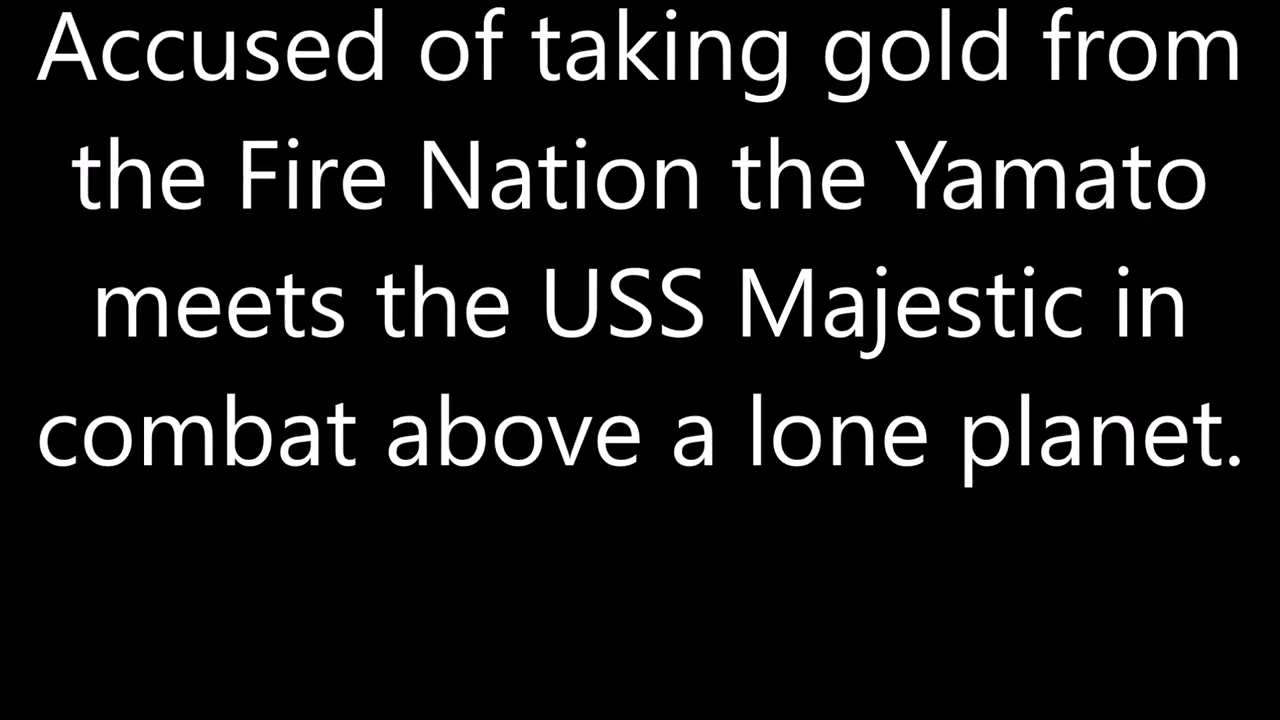 Accused of taking gold from
the Fire Nation the Yamato
meets the USS Majestic in
combat above a lone planet.